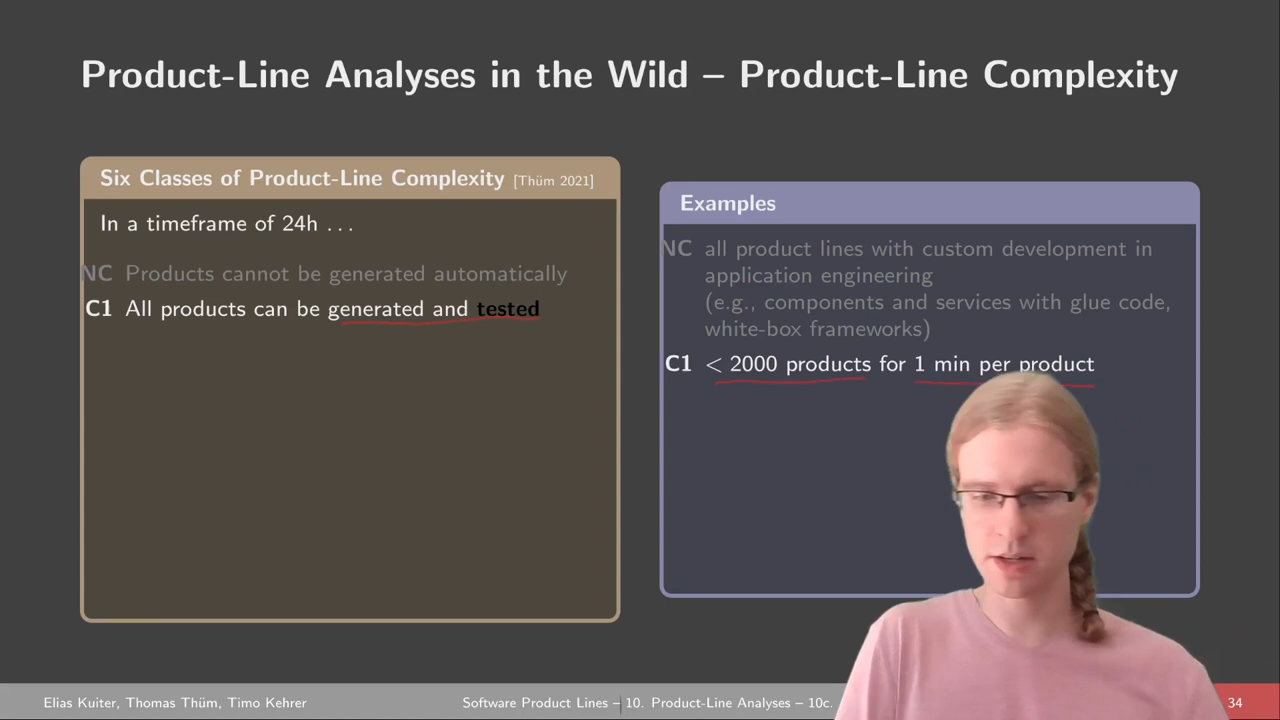 Product-Line Analyses in the Wild – Product-Line Complexity
Six Classes of Product-Line Complexity [Thüm 2021]
In a timeframe of 24h . . .
NC Products cannot be generated automatically
C1 All products can be generated and tested
Examples
NC all product lines with custom development in
application engineering
(e.g., components and services with glue code,
white-box frameworks)
C1 < 2000 products for 1 min per product
Elias Kuiter, Thomas Thüm, Timo Kehrer
Software Product Lines – 10. Product-Line Analyses – 10c.
34